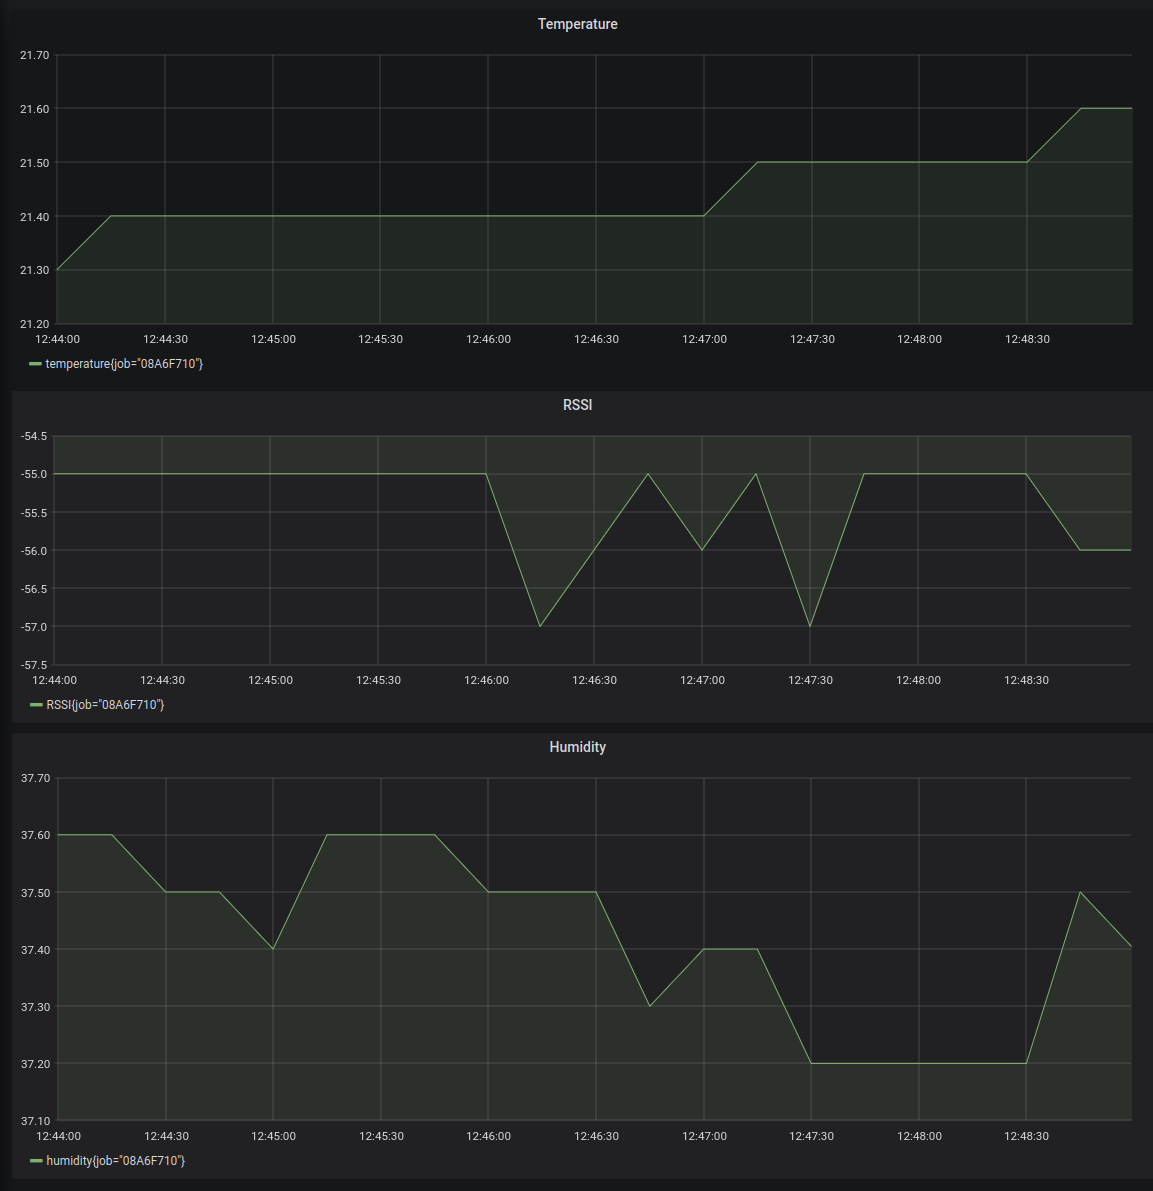 Temperature
21.70
21.60
21.50
21.40
21.30
21.20
12:44:00 12:44:30 12:45:00 12:45:30 12:46:00 12:46:30 12:47:00 12:47:30 12:48:00 12:48:30
temperature{job="08A6F710"}
RSSI
-54.5
-55.0
-55.5
-56.0
-56.5
-57.0
-57.5
12:44:00 12:44:30 12:45:00 12:45:30 12:46:00 12:46:30 12:47:00 12:47:30 12:48:00 12:48:30
RSSI{job="08A6F710"}
Humidity
37.70
37.60
37.50
37.40
37.30
37.20
37.10
12:44:00 12:44:30 12:45:00 12:45:30 12:46:00 12:46:30 12:47:00 12:47:30 12:48:00 12:48:30
humidity{job="08A6F710"}